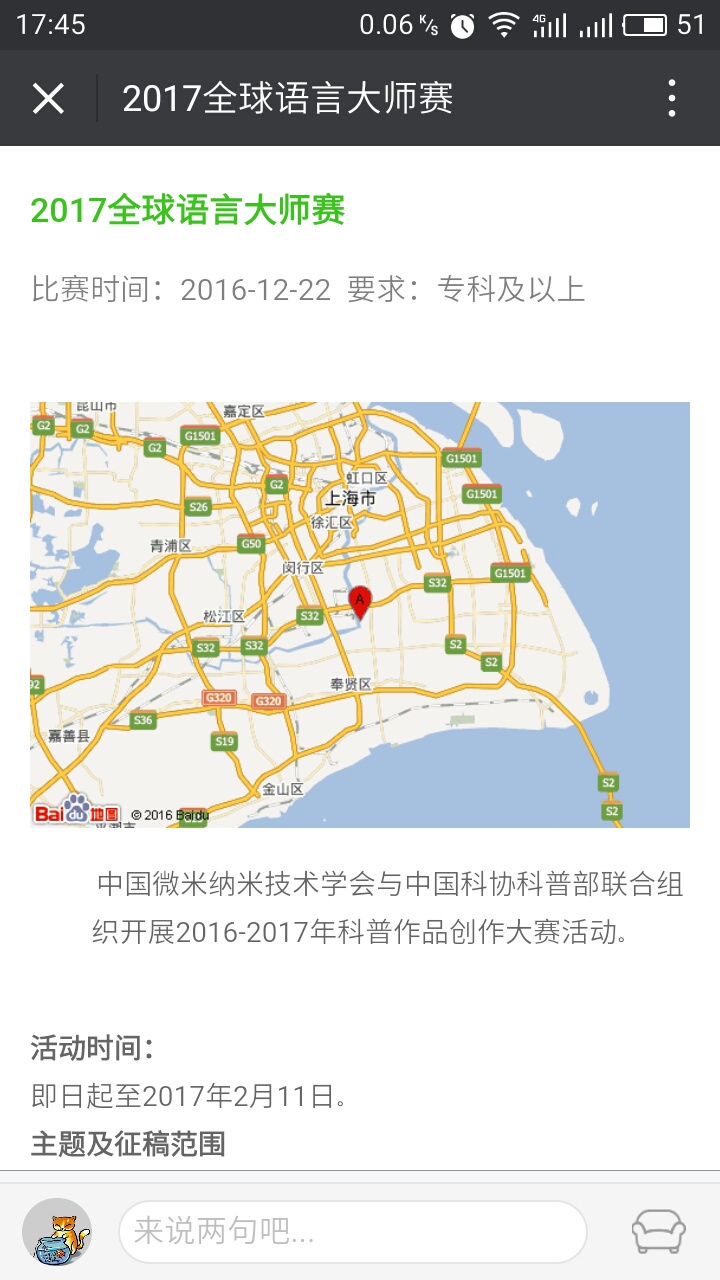 17:45
0.06 K/s 4G 51
2017全球语言大师赛
2017全球语言大师赛
比赛时间：2016-12-22 要求：专科及以上
昆山市
嘉定区
G2
G2
G1501
G2
G1501
虹口区
G2
上海市
G1501
S26
徐汇区
青浦区
G50
闵行区
G1501
S32
A
松江区
S32
S32
S32
S2
S2
奉贤区
G320
G320
S36
嘉善县
S19
金山区
S2
S2
Bai du 地图
© 2016 Baidu
中国微米纳米技术学会与中国科协科普部联合组
织开展2016-2017年科普作品创作大赛活动。
活动时间：
即日起至2017年2月11日。
主题及征稿范围
来说两句吧...